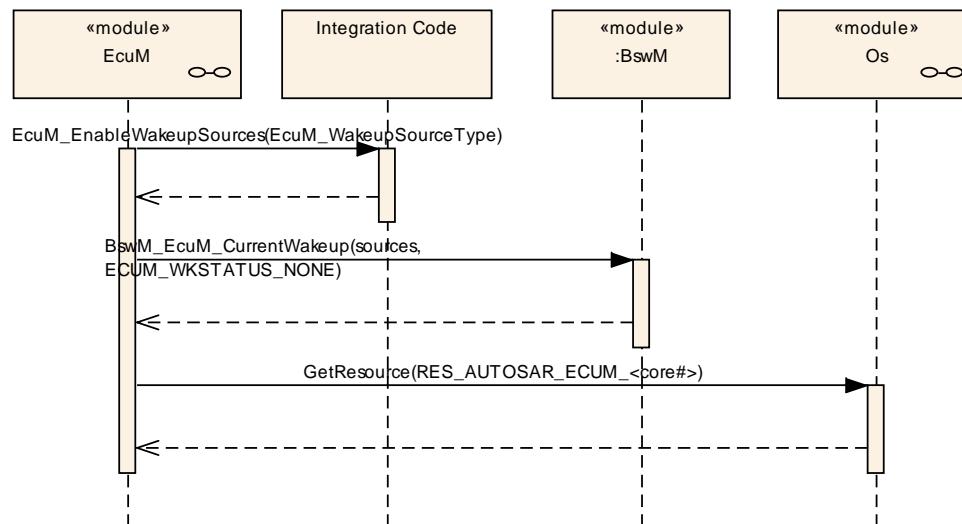 «module»
EcuM
Integration Code
«module»
:BswM
«module»
Os
EcuM_EnableWakeupSources(EcuM_WakeupSourceType)
BswM_EcuM_CurrentWakeup(sources,
ECUM_WKSTATUS_NONE)
GetResource(RES_AUTOSAR_ECUM_<core#>)